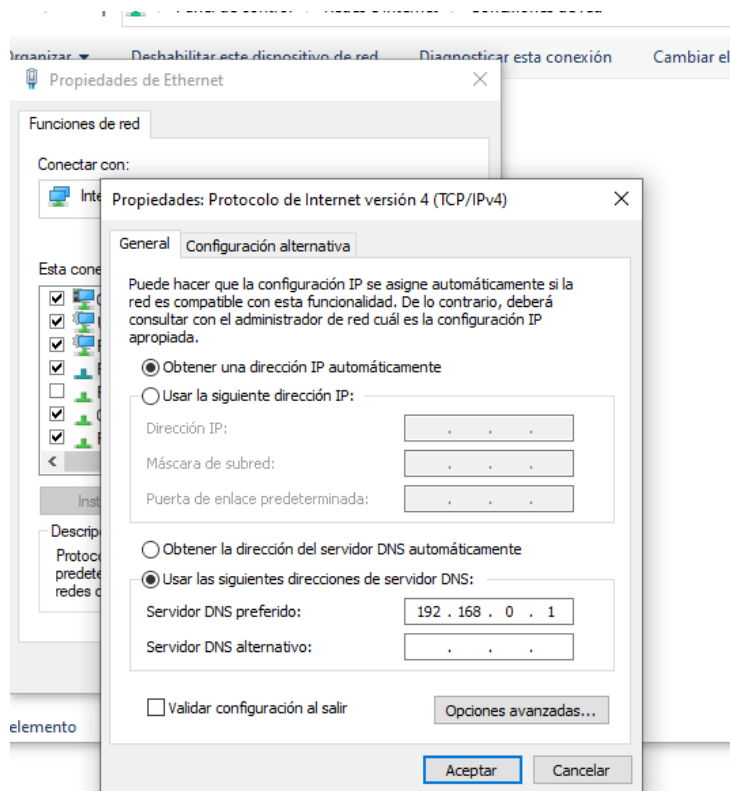 Organizar Deshabilitar este dispositivo de red Diagnosticar esta conexión Cambiar el
Propiedades de Ethernet
Funciones de red
Conectar con:
Propiedades: Protocolo de Internet versión 4 (TCP/IPv4)
General Configuración alternativa
Esta
Puede hacer que la configuración IP se asigne automáticamente si la
red es compatible con esta funcionalidad. De lo contrario, deberá
consultar con el administrador de red cuál es la configuración IP
apropiada.
Obtener una dirección IP automáticamente
Usar la siguiente dirección IP:
Dirección IP: . . .
Máscara de subred: . . .
Puerta de enlace predeterminada: . . .
Obtener la dirección del servidor DNS automáticamente
Usar las siguientes direcciones de servidor DNS:
Servidor DNS preferido: 192 . 168 . 0 . 1
Servidor DNS alternativo: . . .
Validar configuración al salir Opciones avanzadas...
elemento
Aceptar Cancelar